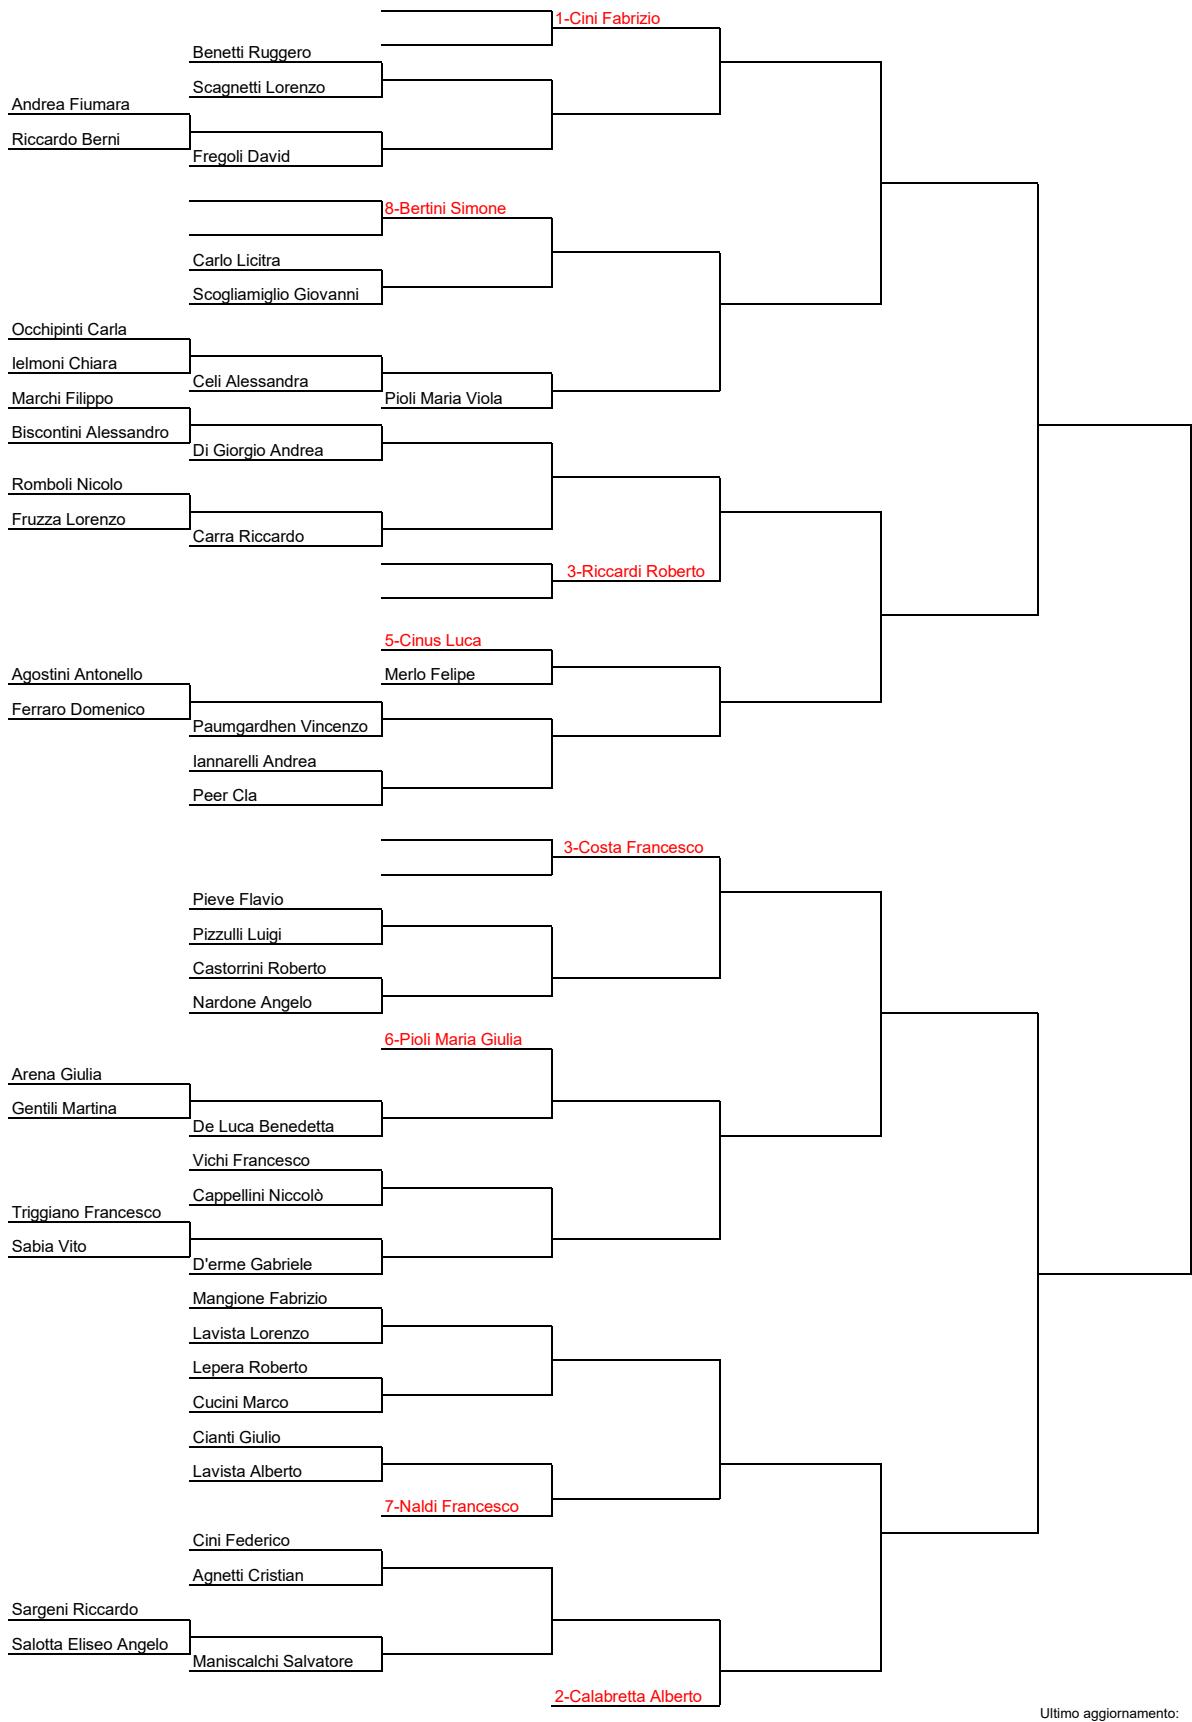 1-Cini Fabrizio
Benetti Ruggero
Scagnetti Lorenzo
Andrea Fiumara
Riccardo Berni
Fregoli David
8-Bertini Simone
Carlo Licitra
Scogliamiglio Giovanni
Occhipinti Carla
Ielmoni Chiara
Celi Alessandra
Marchi Filippo
Pioli Maria Viola
Biscontini Alessandro
Di Giorgio Andrea
Romboli Nicolo
Fruzza Lorenzo
Carra Riccardo
3-Riccardi Roberto
5-Cinus Luca
Agostini Antonello
Merlo Felipe
Ferraro Domenico
Paumgardhen Vincenzo
Iannarelli Andrea
Peer Cla
3-Costa Francesco
Pieve Flavio
Pizzulli Luigi
Castorrini Roberto
Nardone Angelo
6-Pioli Maria Giulia
Arena Giulia
Gentili Martina
De Luca Benedetta
Vichi Francesco
Cappellini Niccolò
Triggiano Francesco
Sabia Vito
D'erme Gabriele
Mangione Fabrizio
Lavista Lorenzo
Lepera Roberto
Cucini Marco
Cianti Giulio
Lavista Alberto
7-Naldi Francesco
Cini Federico
Agnetti Cristian
Sargeni Riccardo
Salotta Eliseo Angelo
Maniscalchi Salvatore
2-Calabretta Alberto
Ultimo aggiornamento: